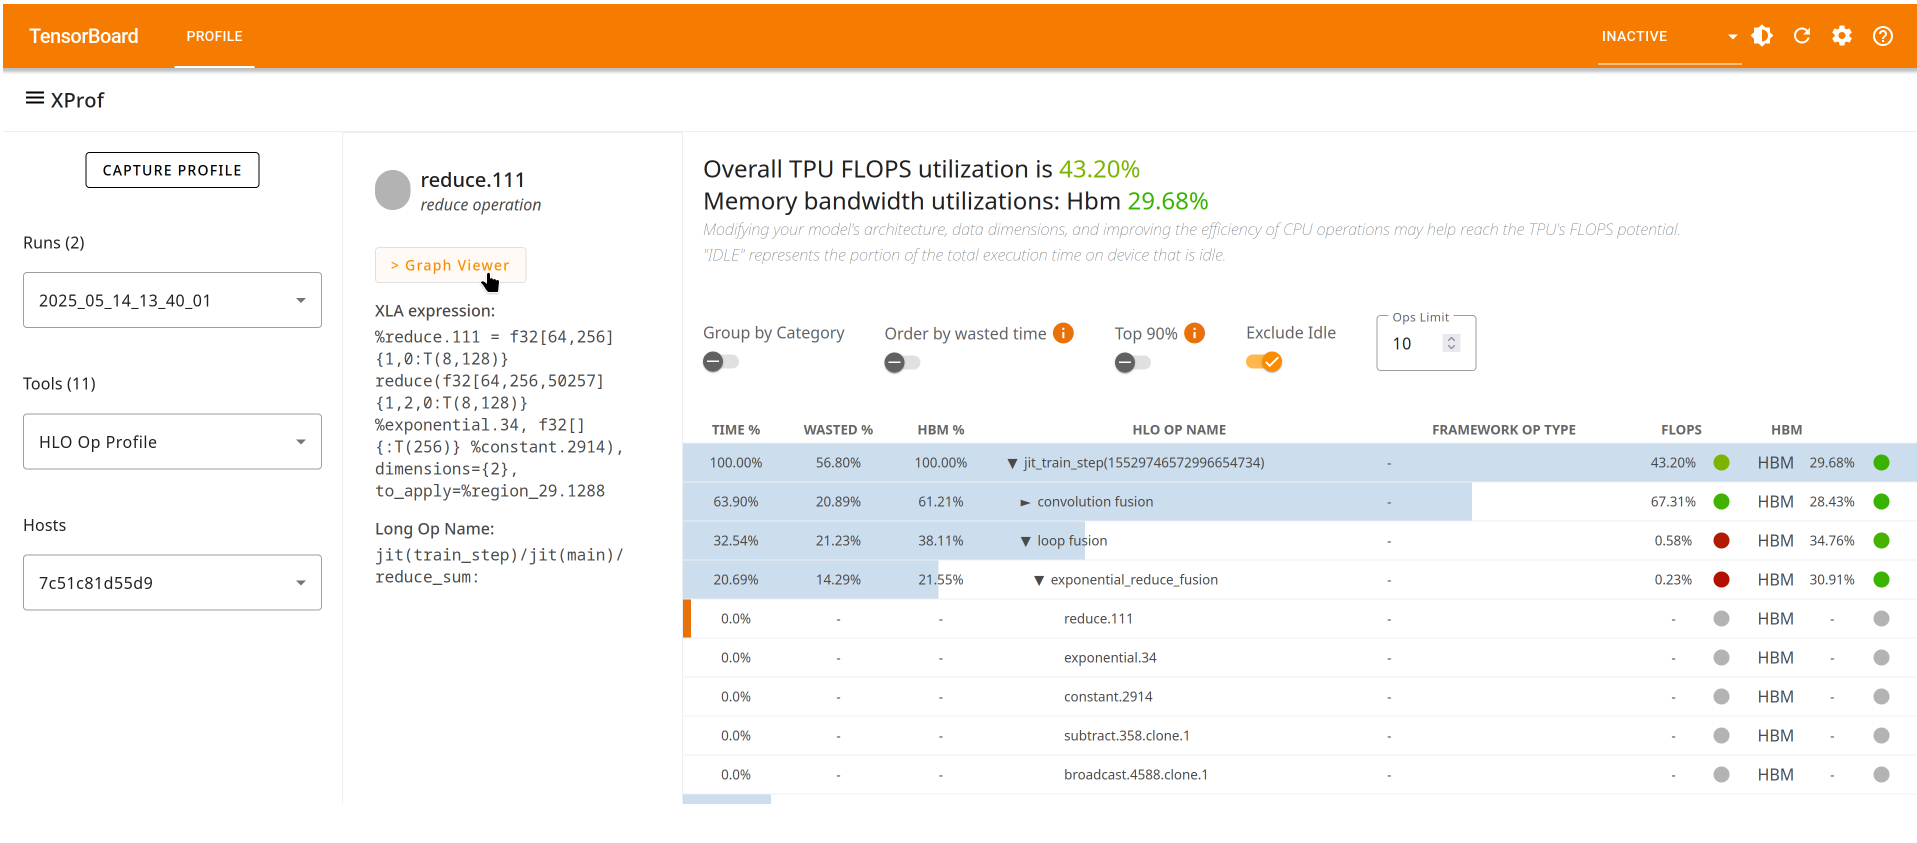 TensorBoard
PROFILE
INACTIVE
XProf
CAPTURE PROFILE
Runs (2)
2025_05_14_13_40_01
Tools (11)
HLO Op Profile
Hosts
7c51c81d55d9
reduce.111
reduce operation
> Graph Viewer
XLA expression:
%reduce.111 = f32[64,256]
{1,0:T(8,128)}
reduce(f32[64,256,50257]
{1,2,0:T(8,128)}
%exponential.34, f32[]
{:T(256)} %constant.2914),
dimensions={2},
to_apply=%region_29.1288
Long Op Name:
jit(train_step)/jit(main)/
reduce_sum:
Overall TPU FLOPS utilization is 43.20%
Memory bandwidth utilizations: Hbm 29.68%
Modifying your model's architecture, data dimensions, and improving the efficiency of CPU operations may help reach the TPU's FLOPS potential.
"IDLE" represents the portion of the total execution time on device that is idle.
Group by Category
Order by wasted time
Top 90%
Exclude Idle
Ops Limit
10
TIME % WASTED % HBM % HLO OP NAME FRAMEWORK OP TYPE FLOPS HBM
100.00% 56.80% 100.00% ▼ jit_train_step(15529746572996654734) - 43.20% HBM 29.68%
63.90% 20.89% 61.21% ► convolution fusion - 67.31% HBM 28.43%
32.54% 21.23% 38.11% ▼ loop fusion - 0.58% HBM 34.76%
20.69% 14.29% 21.55% ▼ exponential_reduce_fusion 0.23% HBM 30.91%
0.0% - - reduce.111 - - HBM -
0.0% - - exponential.34 - - HBM -
0.0% - - constant.2914 - - HBM -
0.0% - - subtract.358.clone.1 - - HBM -
0.0% - - broadcast.4588.clone.1 - - HBM -